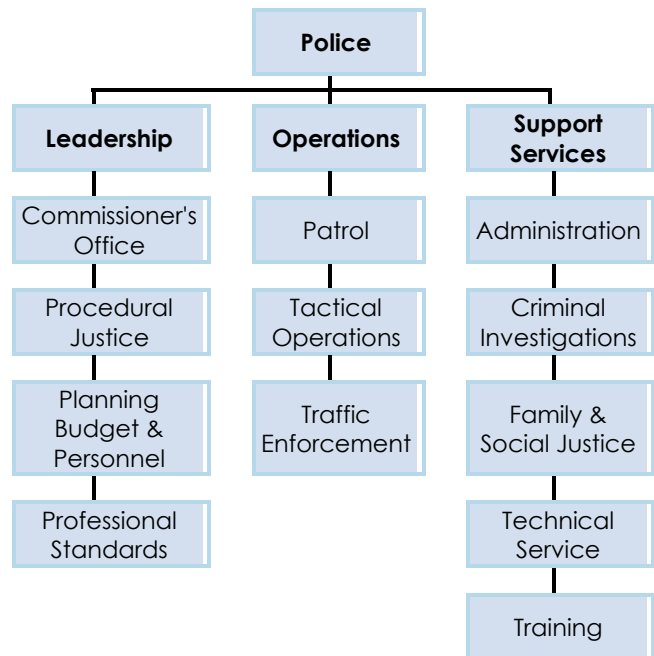 Police
Leadership
Commissioner's
Office
Procedural
Justice
Planning
Budget &
Personnel
Professional
Standards
Operations
Patrol
Tactical
Operations
Traffic
Enforcement
Support
Services
Administration
Criminal
Investigations
Family &
Social Justice
Technical
Service
Training